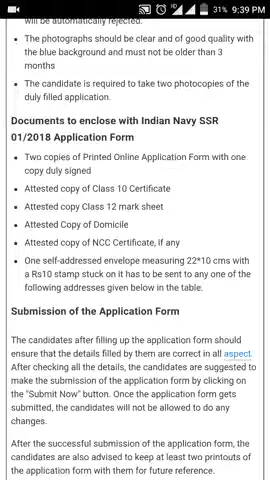 31% 9:39 PM
will be automatically rejected.
The photographs should be clear and of good quality with
the blue background and must not be older than 3
months
The candidate is required to take two photocopies of the
duly filled application.
Documents to enclose with Indian Navy SSR
01/2018 Application Form
Two copies of Printed Online Application Form with one
copy duly signed
Attested copy of Class 10 Certificate
Attested copy Class 12 mark sheet
Attested Copy of Domicile
Attested copy of NCC Certificate, if any
One self-addressed envelope measuring 22*10 cms with
a Rs10 stamp stuck on it has to be sent to any one of the
following addresses given below in the table.
Submission of the Application Form
The candidates after filling up the application form should
ensure that the details filled by them are correct in all aspect.
After checking all the details, the candidates are suggested to
make the submission of the application form by clicking on
the "Submit Now" button. Once the application form gets
submitted, the candidates will not be allowed to do any
changes.
After the successful submission of the application form, the
candidates are also advised to keep at least two printouts of
the application form with them for future reference.